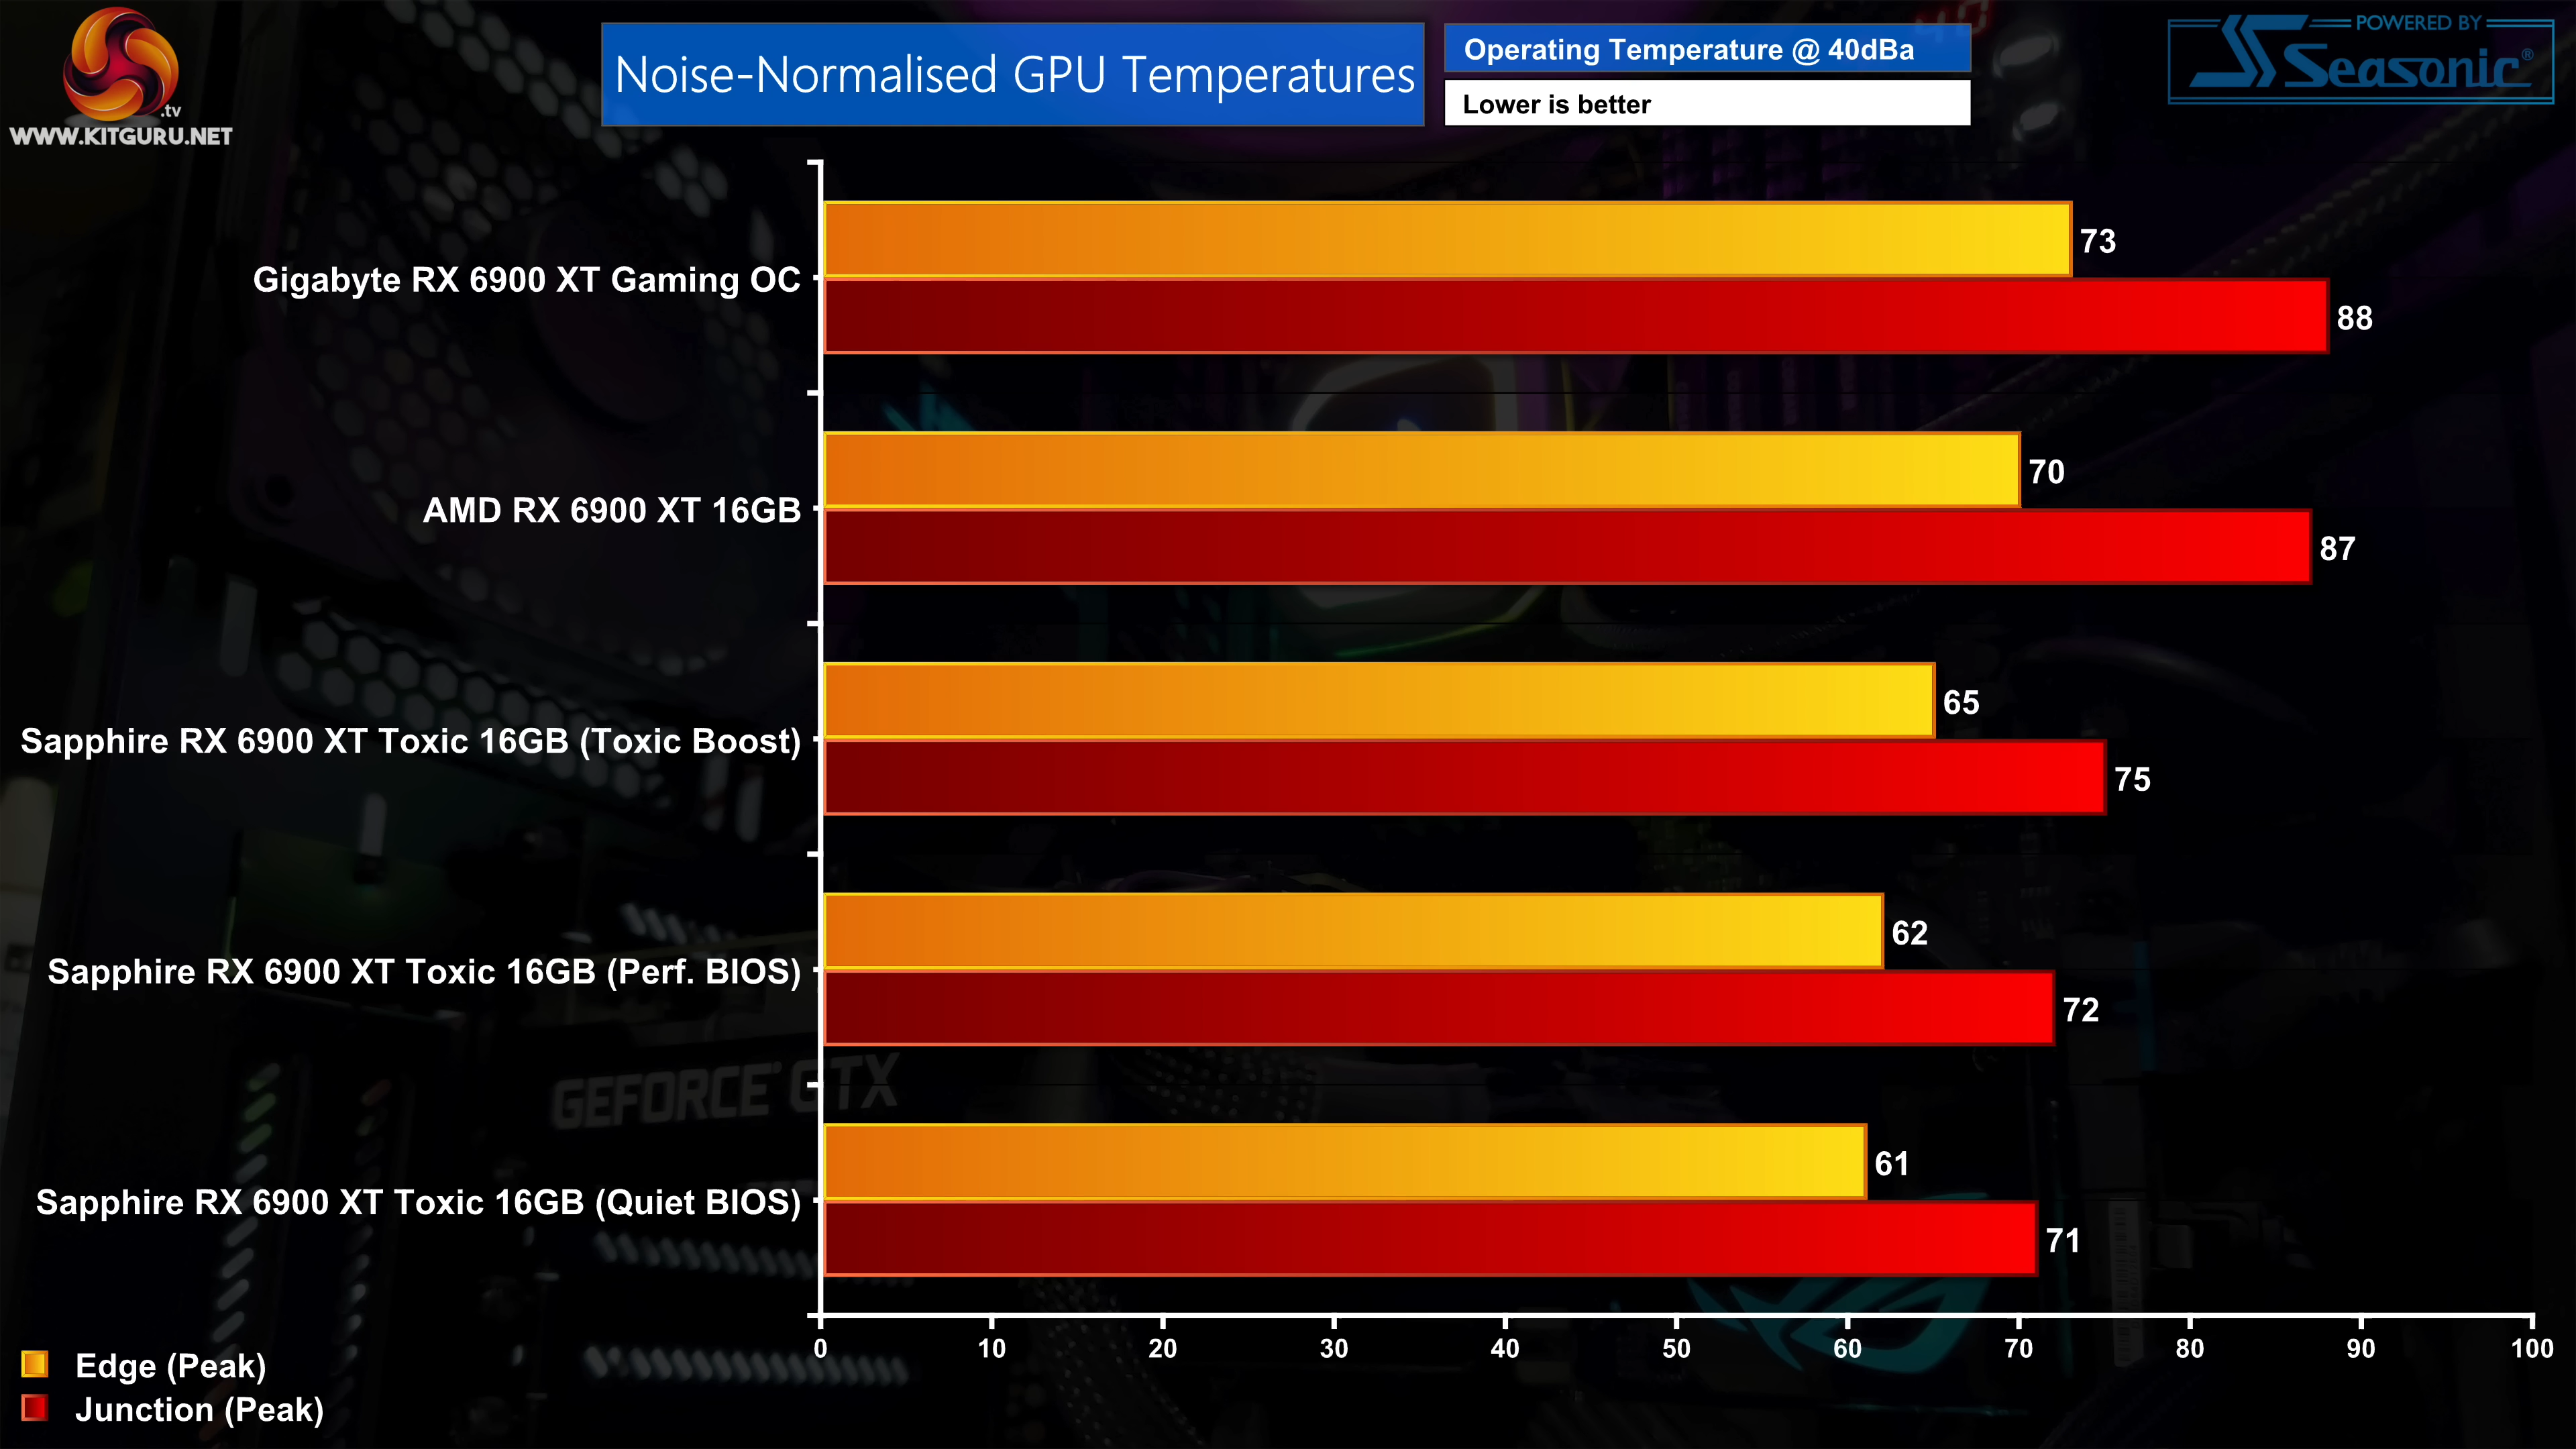 .tv
WWW.KITGURU.NET
Noise-Normalised GPU Temperatures
Operating Temperature @ 40dBa
Lower is better
POWERED BY
Seasonic®
Gigabyte RX 6900 XT Gaming OC
73
88
AMD RX 6900 XT 16GB
70
87
Sapphire RX 6900 XT Toxic 16GB (Toxic Boost)
65
75
Sapphire RX 6900 XT Toxic 16GB (Perf. BIOS)
62
72
GEFORCE GTX
Sapphire RX 6900 XT Toxic 16GB (Quiet BIOS)
61
71
0 10 20 30 40 50 60 70 80 90 100
Edge (Peak)
Junction (Peak)